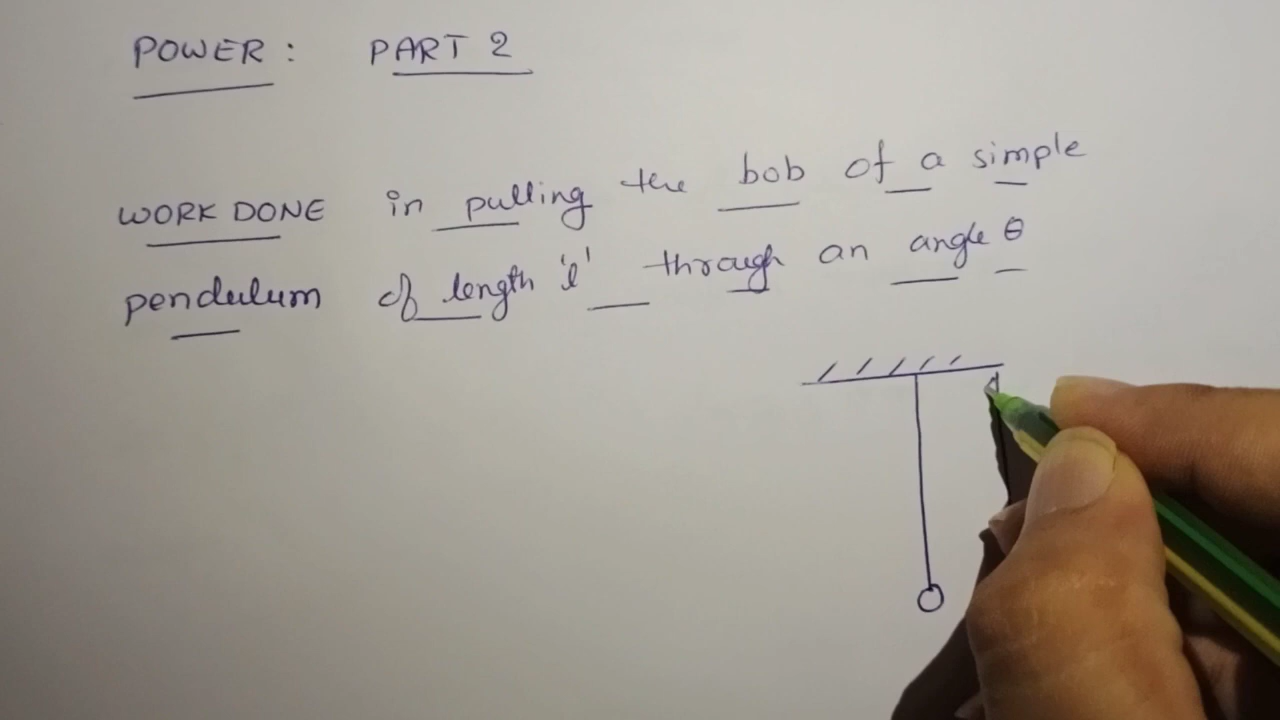 POWER: PART 2
WORK DONE in pulling the bob of a simple
pendulum of length 'l' through an angle θ